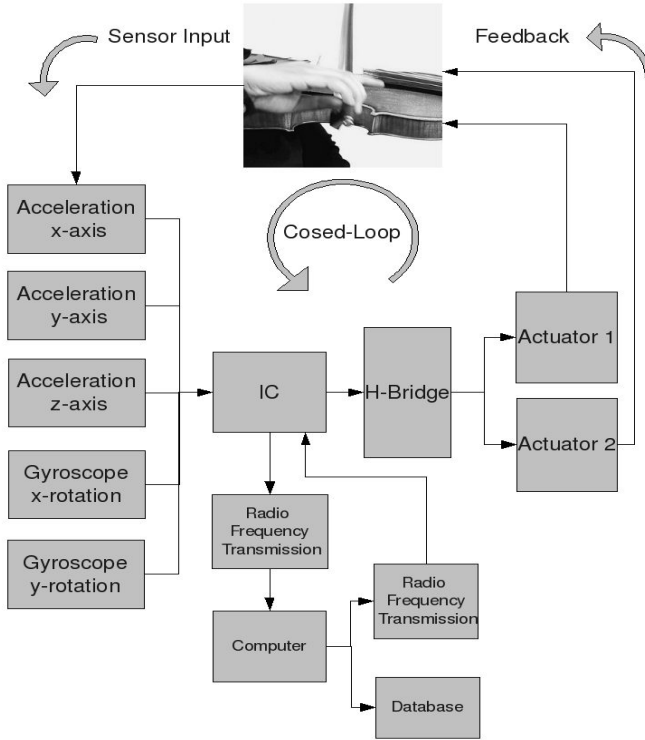 Sensor Input
Feedback
Acceleration
x-axis
Cosed-Loop
Acceleration
y-axis
Actuator 1
Acceleration
z-axis
IC
H-Bridge
Actuator 2
Gyroscope
x-rotation
Radio
Frequency
Transmission
Gyroscope
y-rotation
Radio
Frequency
Transmission
Computer
Database